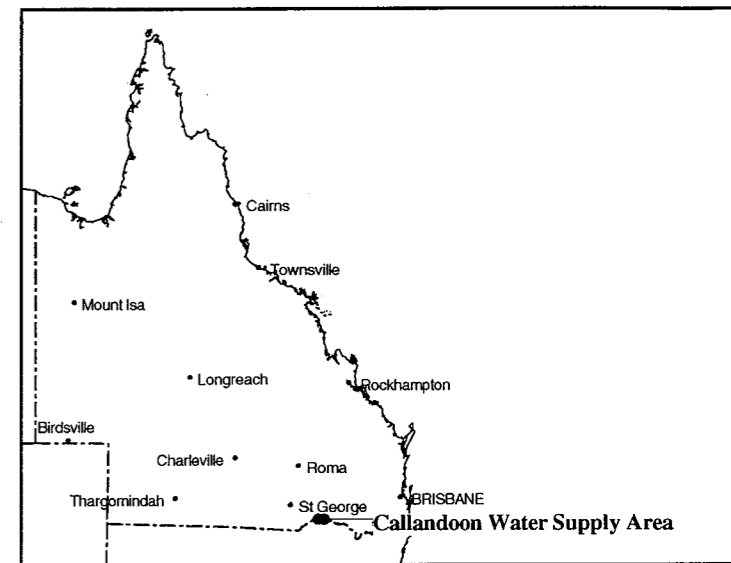 Cairns
Townsville
Mount Isa
Longreach
Rockhampton
Birdsville
Charleville
Roma
Thargomindah
St George
BRISBANE
Callandoon Water Supply Area